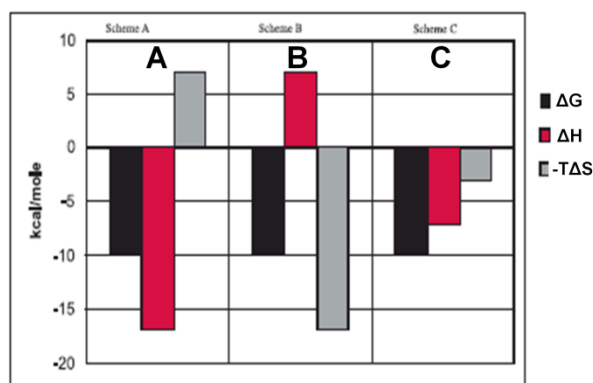 Scheme A Scheme B Scheme C
A B C
10
5
0
-5
-10
-15
-20
kcal/mole
ΔG
ΔH
-TΔS